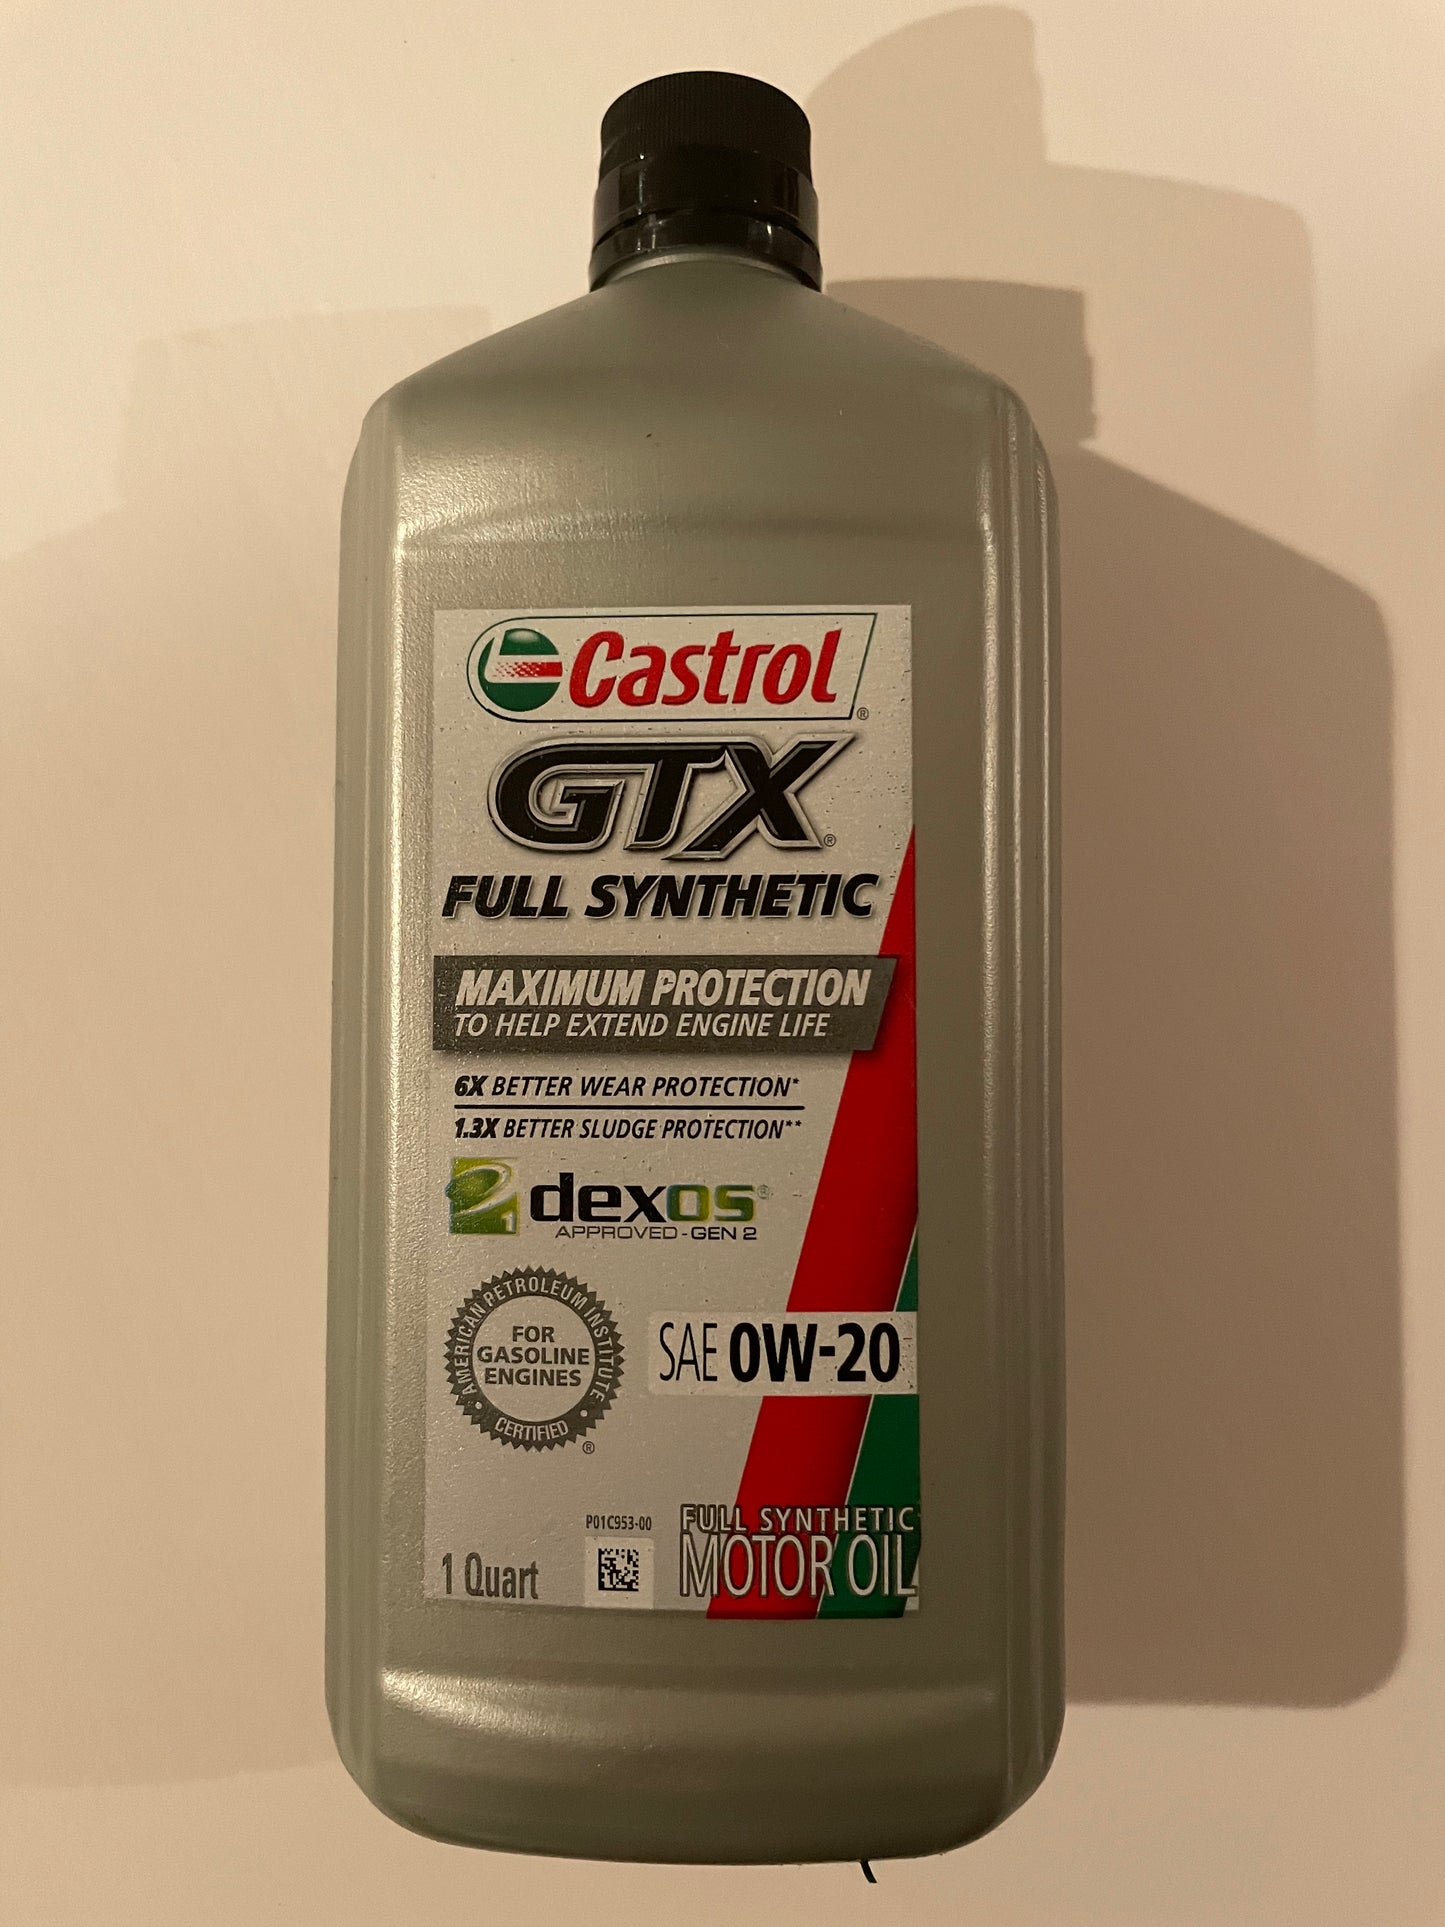 Castrol®
GTX®
FULL SYNTHETIC
MAXIMUM PROTECTION
TO HELP EXTEND ENGINE LIFE
6X BETTER WEAR PROTECTION*
1.3X BETTER SLUDGE PROTECTION**
1 dexos®
APPROVED-GEN 2
AMERICAN PETROLEUM INSTITUTE
FOR
GASOLINE
ENGINES
CERTIFIED
®
SAE 0W-20
P01C953-00
1 Quart
FULL SYNTHETIC
MOTOR OIL